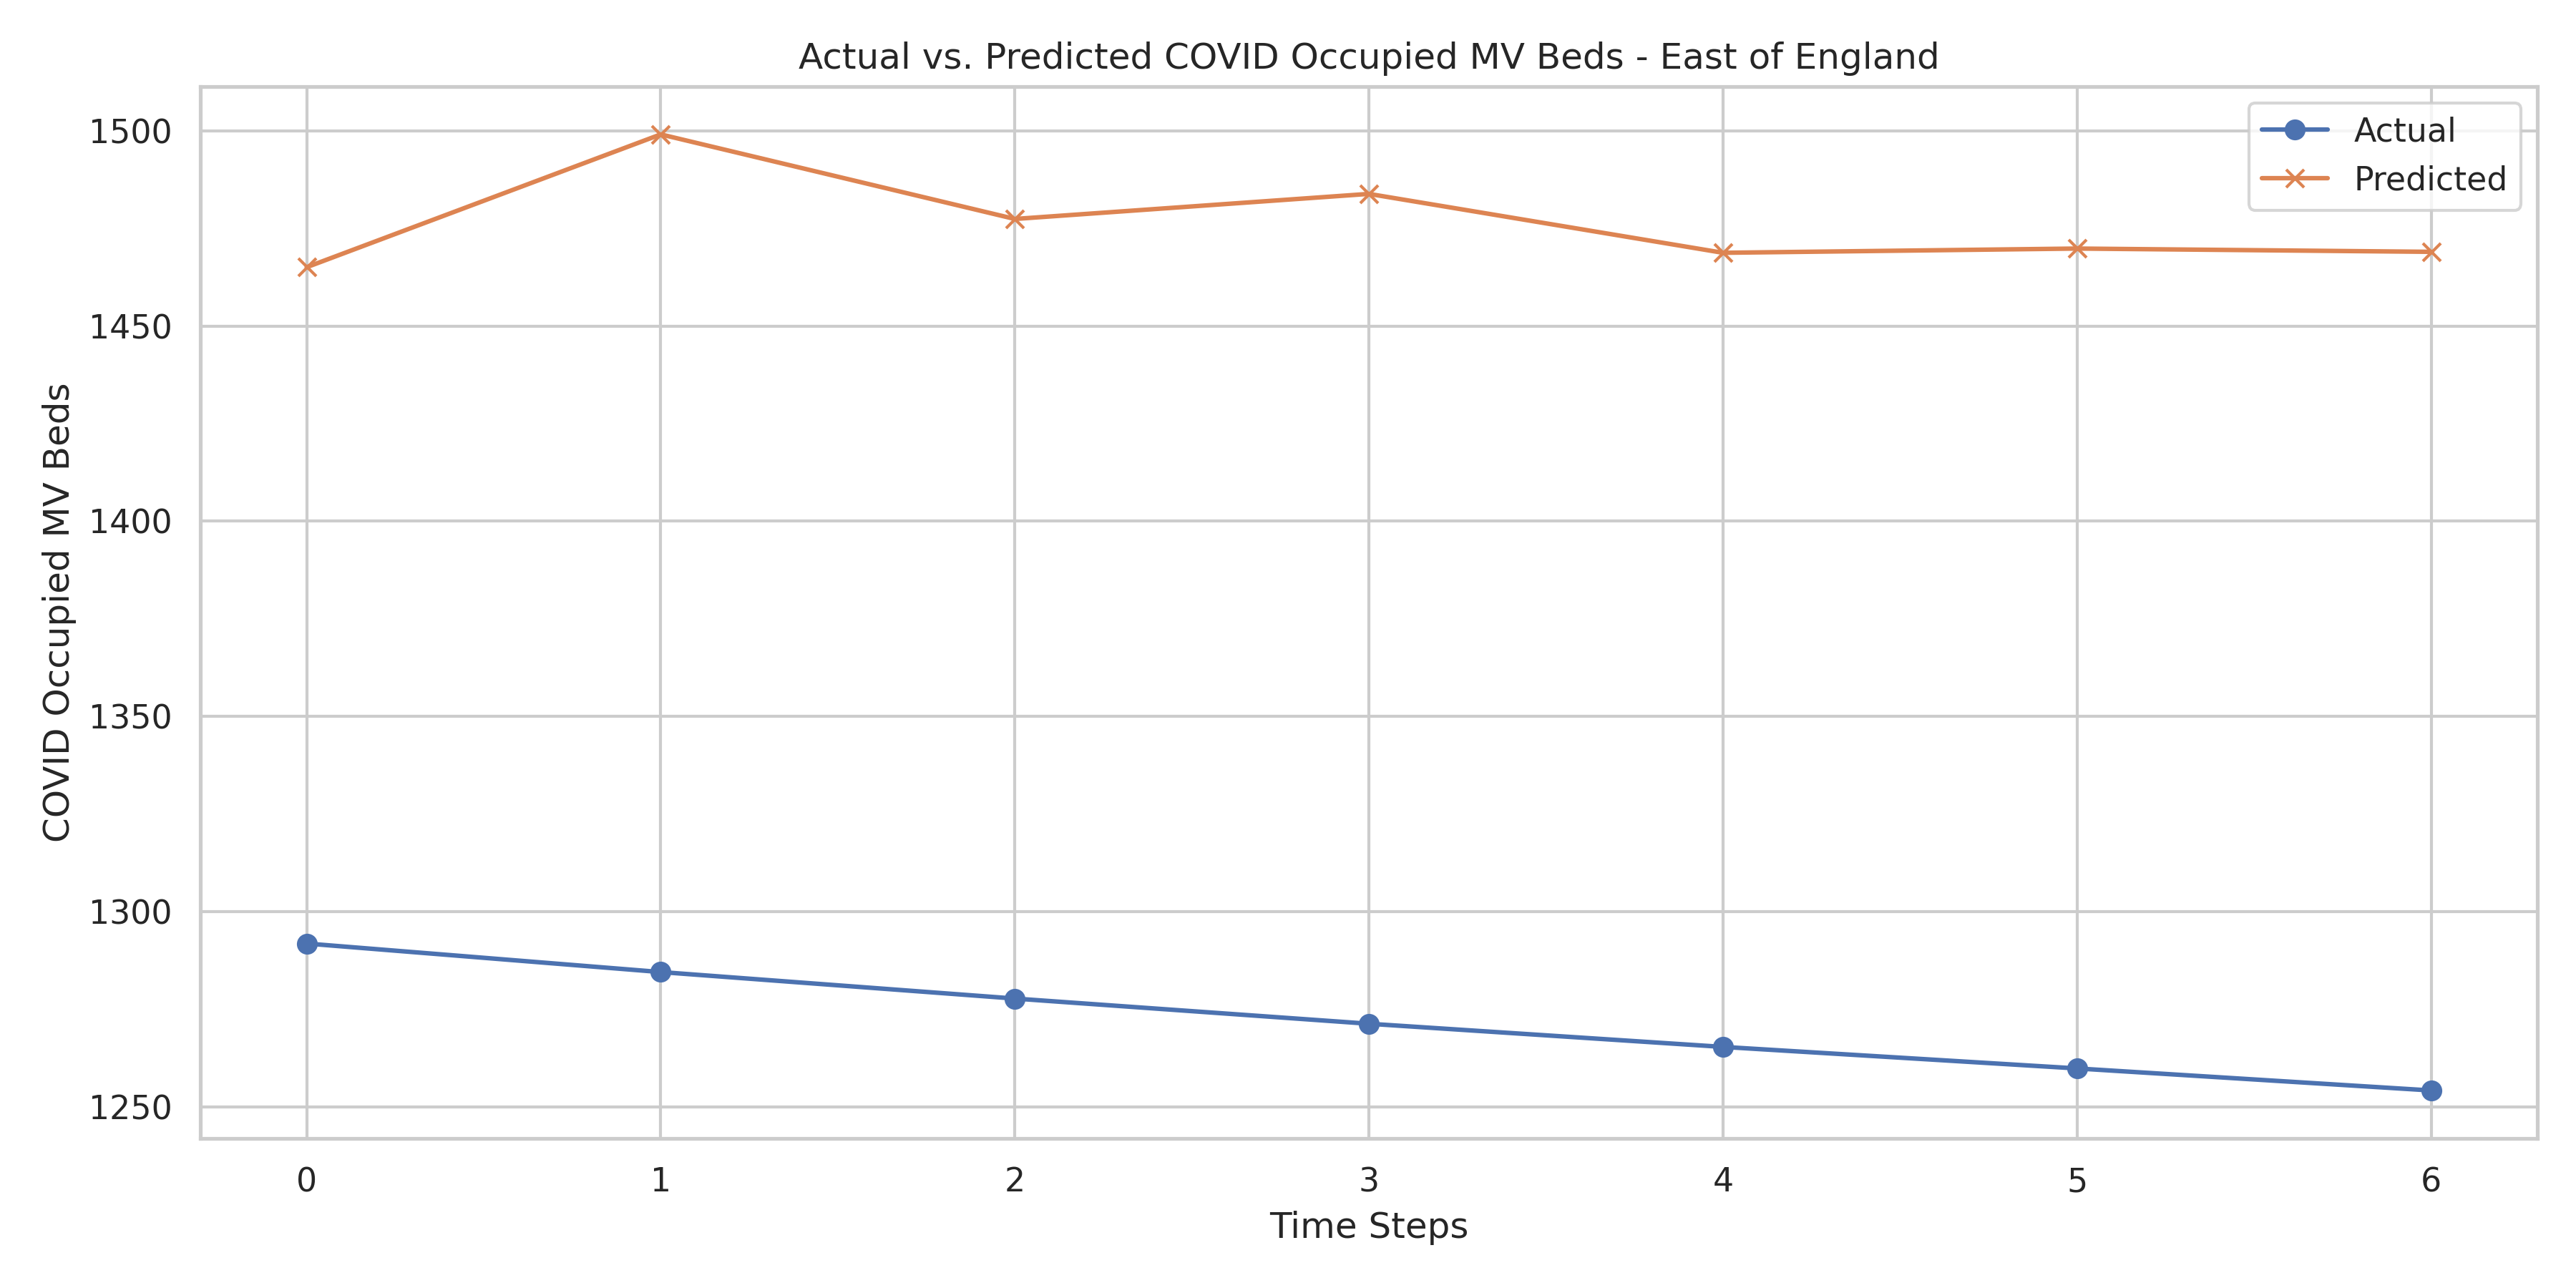 Actual vs. Predicted COVID Occupied MV Beds - East of England
Actual
Predicted
COVID Occupied MV Beds
1500
1450
1400
1350
1300
1250
0 1 2 3 4 5 6
Time Steps